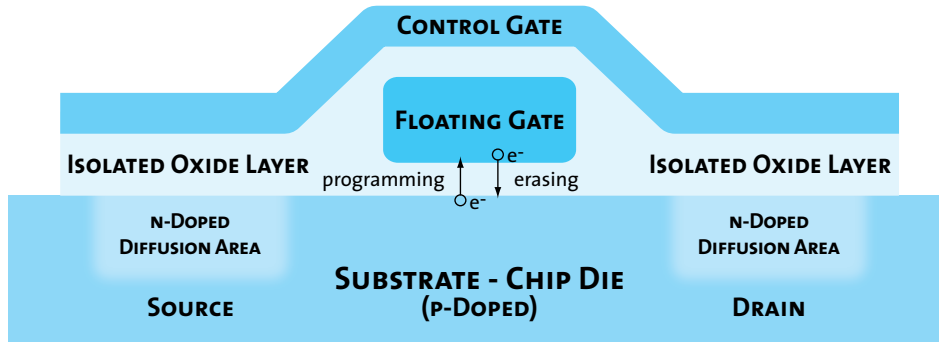 Control Gate
Floating Gate
Isolated Oxide Layer
e-
Isolated Oxide Layer
programming
erasing
e-
n-Doped
Diffusion Area
n-Doped
Diffusion Area
Substrate - Chip Die
(p-Doped)
Source
Drain